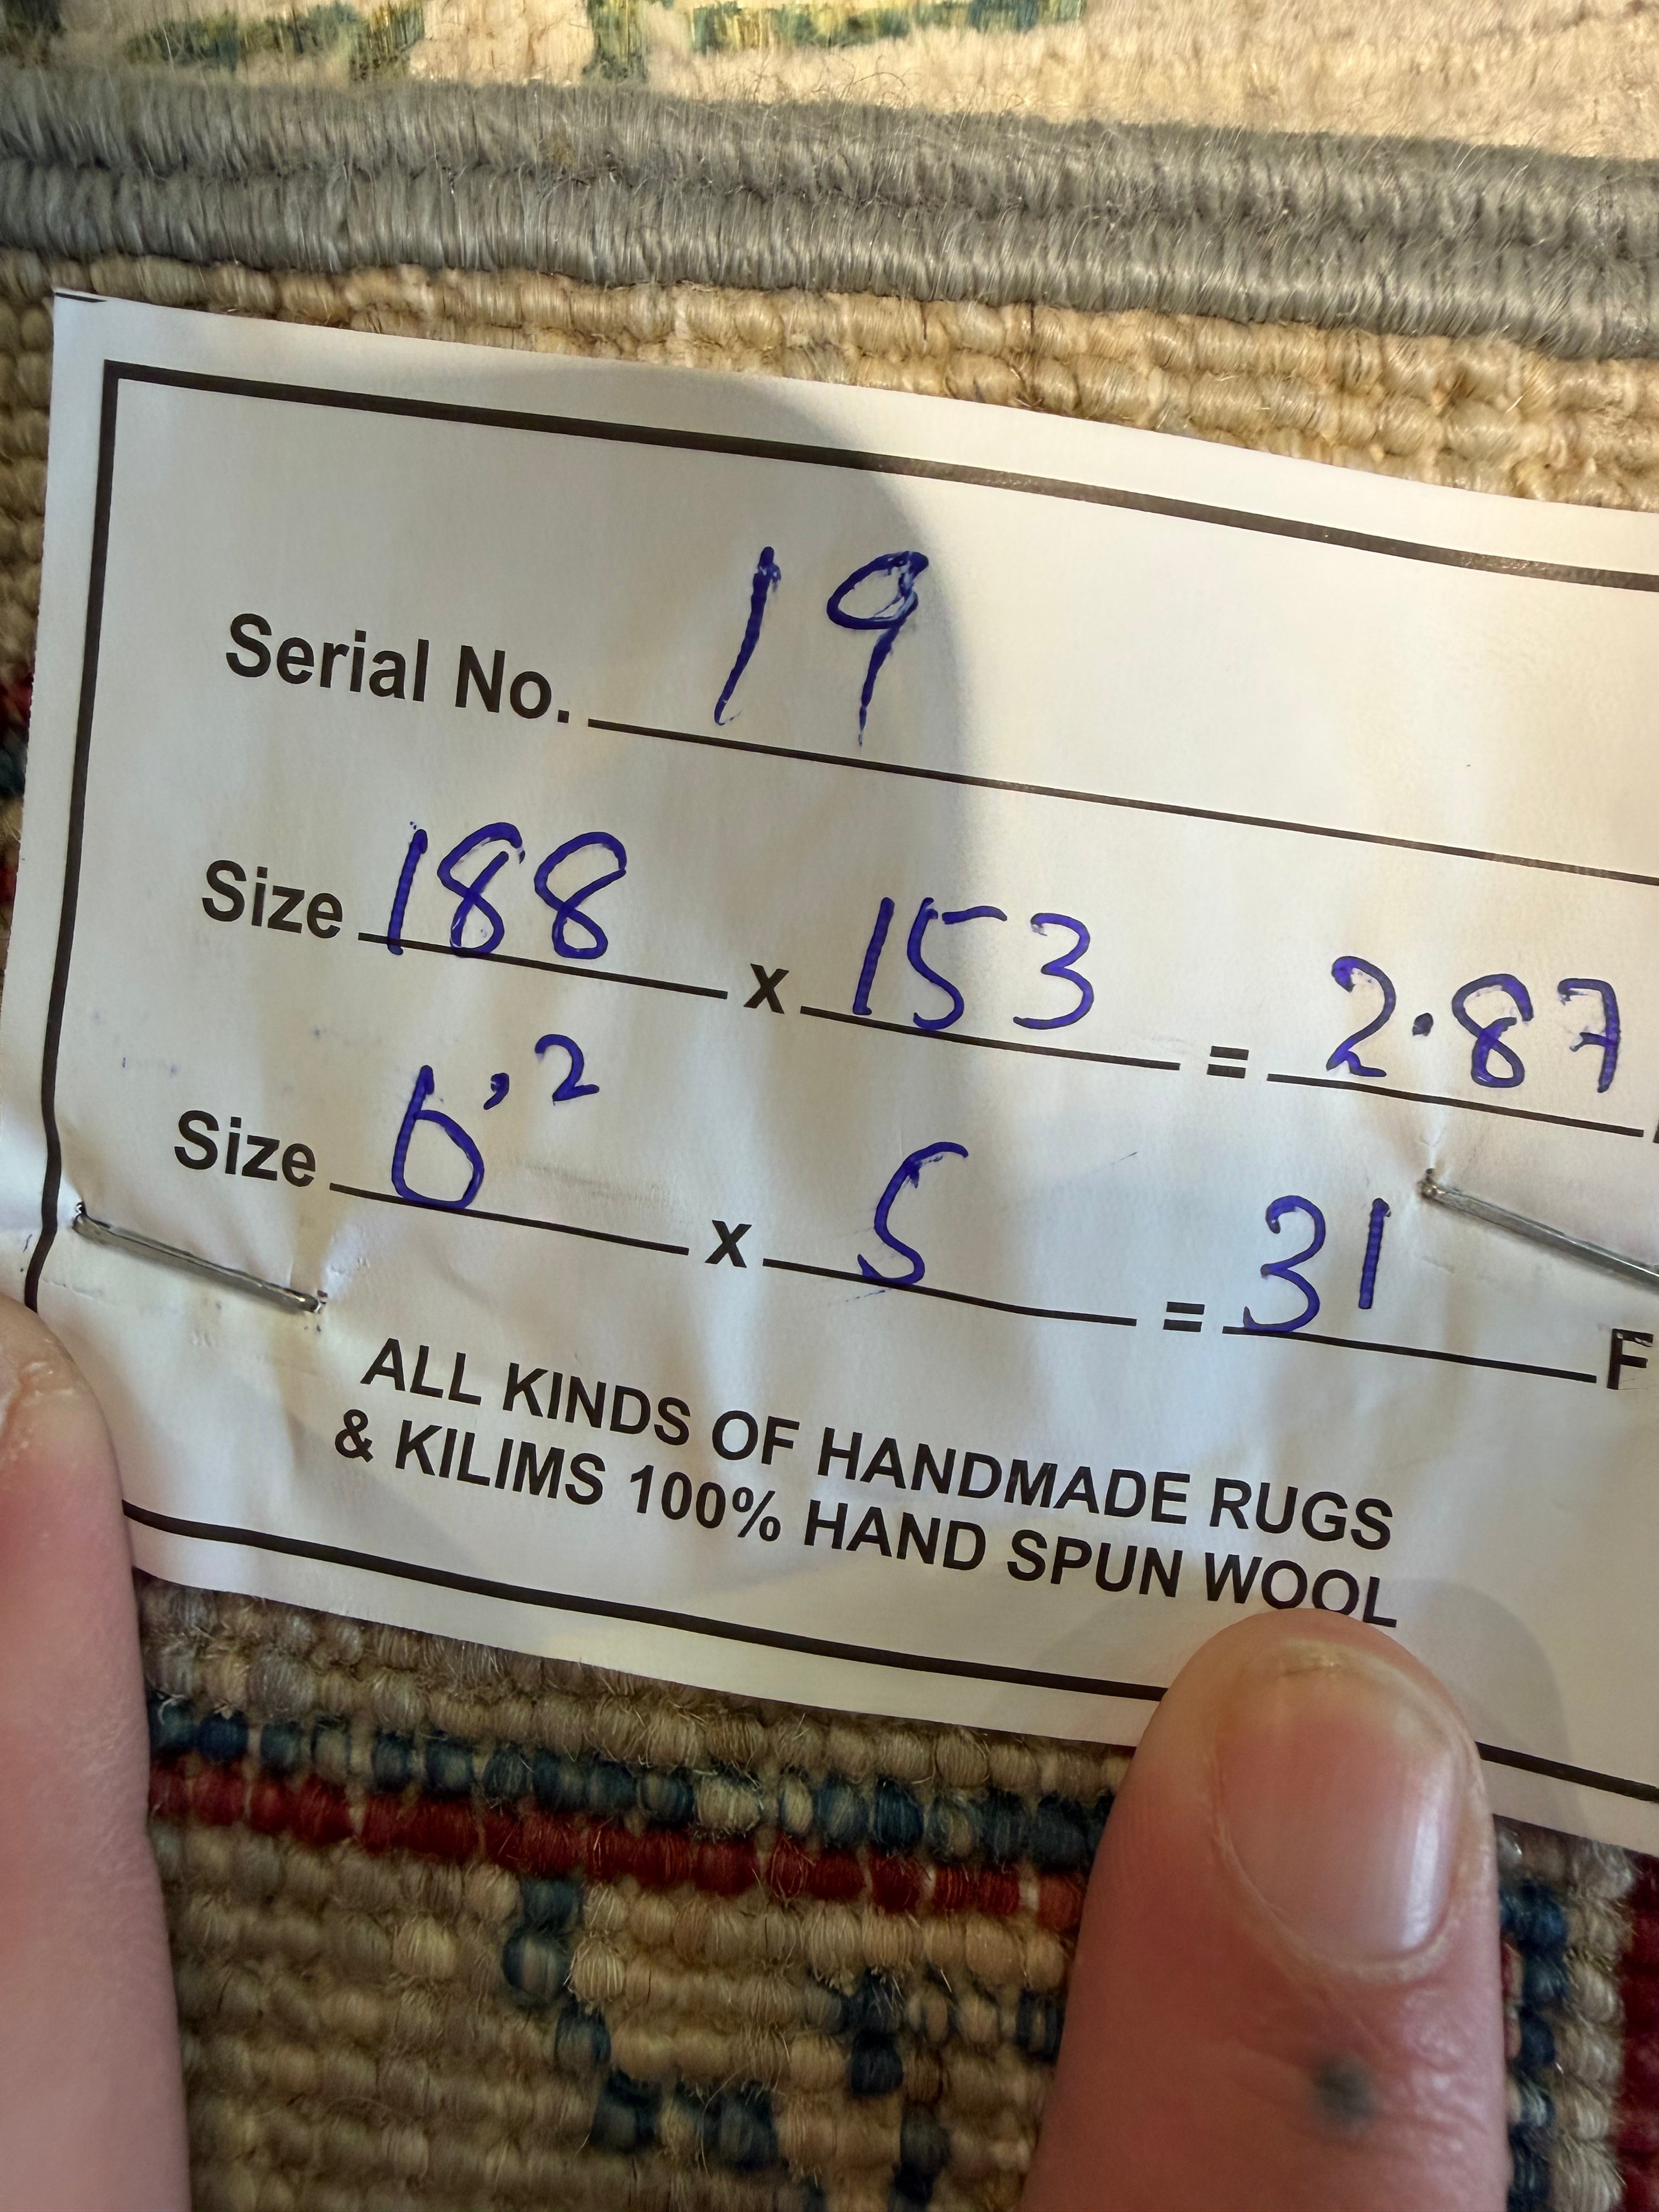 Serial No. 19
Size 188 x 153 = 2.87
Size 6'2 x 5 = 31 F
ALL KINDS OF HANDMADE RUGS
& KILIMS 100% HAND SPUN WOOL